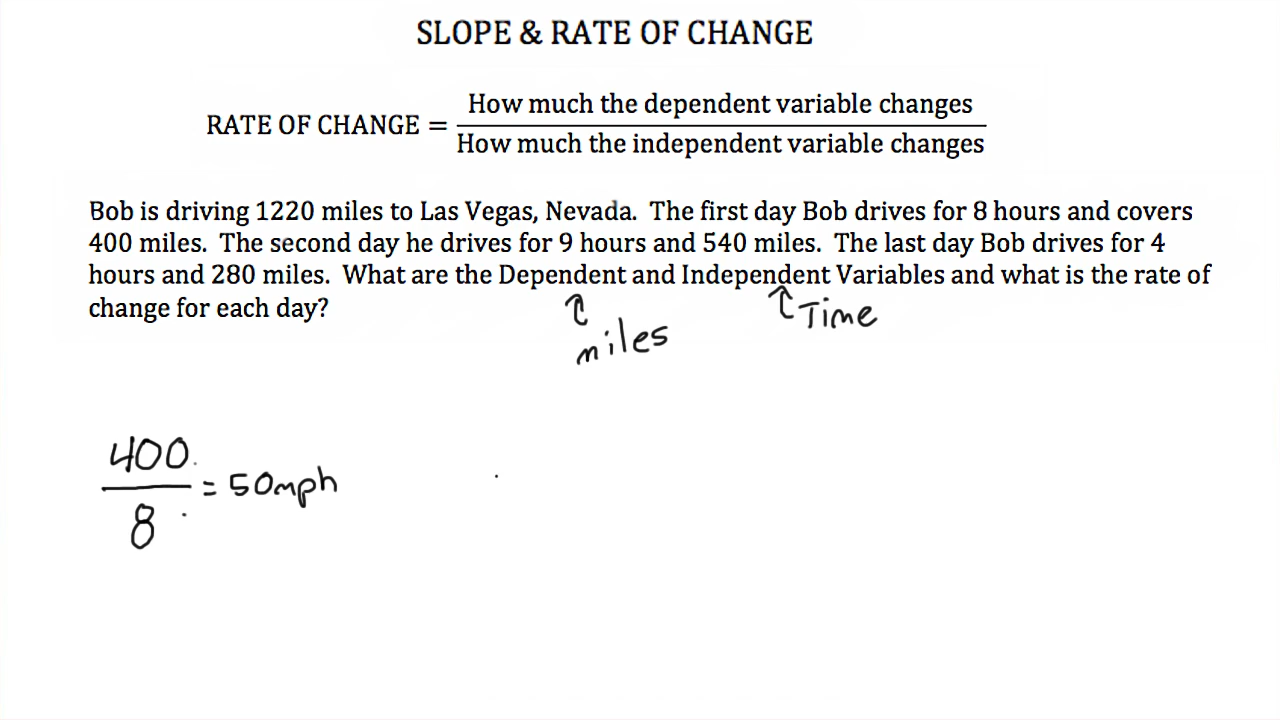 SLOPE & RATE OF CHANGE
RATE OF CHANGE = How much the dependent variable changes
How much the independent variable changes
Bob is driving 1220 miles to Las Vegas, Nevada. The first day Bob drives for 8 hours and covers
400 miles. The second day he drives for 9 hours and 540 miles. The last day Bob drives for 4
hours and 280 miles. What are the Dependent and Independent Variables and what is the rate of
change for each day?
Time
miles
400
8
= 50mph